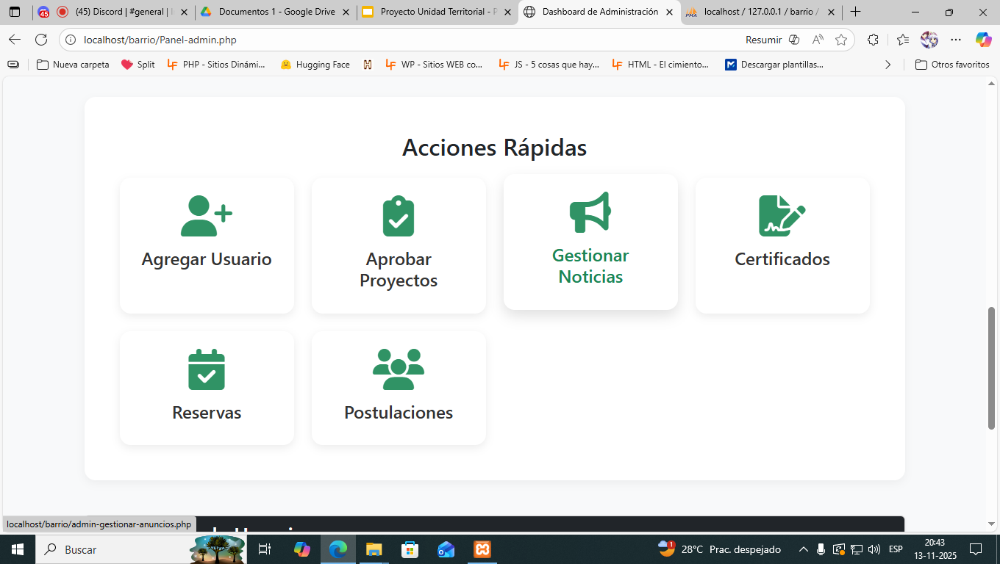 (45) Discord | #general |
Documentos 1 - Google Drive
Proyecto Unidad Territorial - P
Dashboard de Administración
localhost / 127.0.0.1 / barrio /
localhost/barrio/Panel-admin.php
Resumir
Nueva carpeta
Split
PHP - Sitios Dinámi...
Hugging Face
WP - Sitios WEB co...
JS - 5 cosas que hay...
HTML - El cimiento...
Descargar plantillas...
Otros favoritos
Acciones Rápidas
Agregar Usuario
Aprobar
Proyectos
Gestionar
Noticias
Certificados
Reservas
Postulaciones
localhost/barrio/admin-gestionar-anuncios.php
Buscar
28°C Prac. despejado
ESP
20:43
13-11-2025